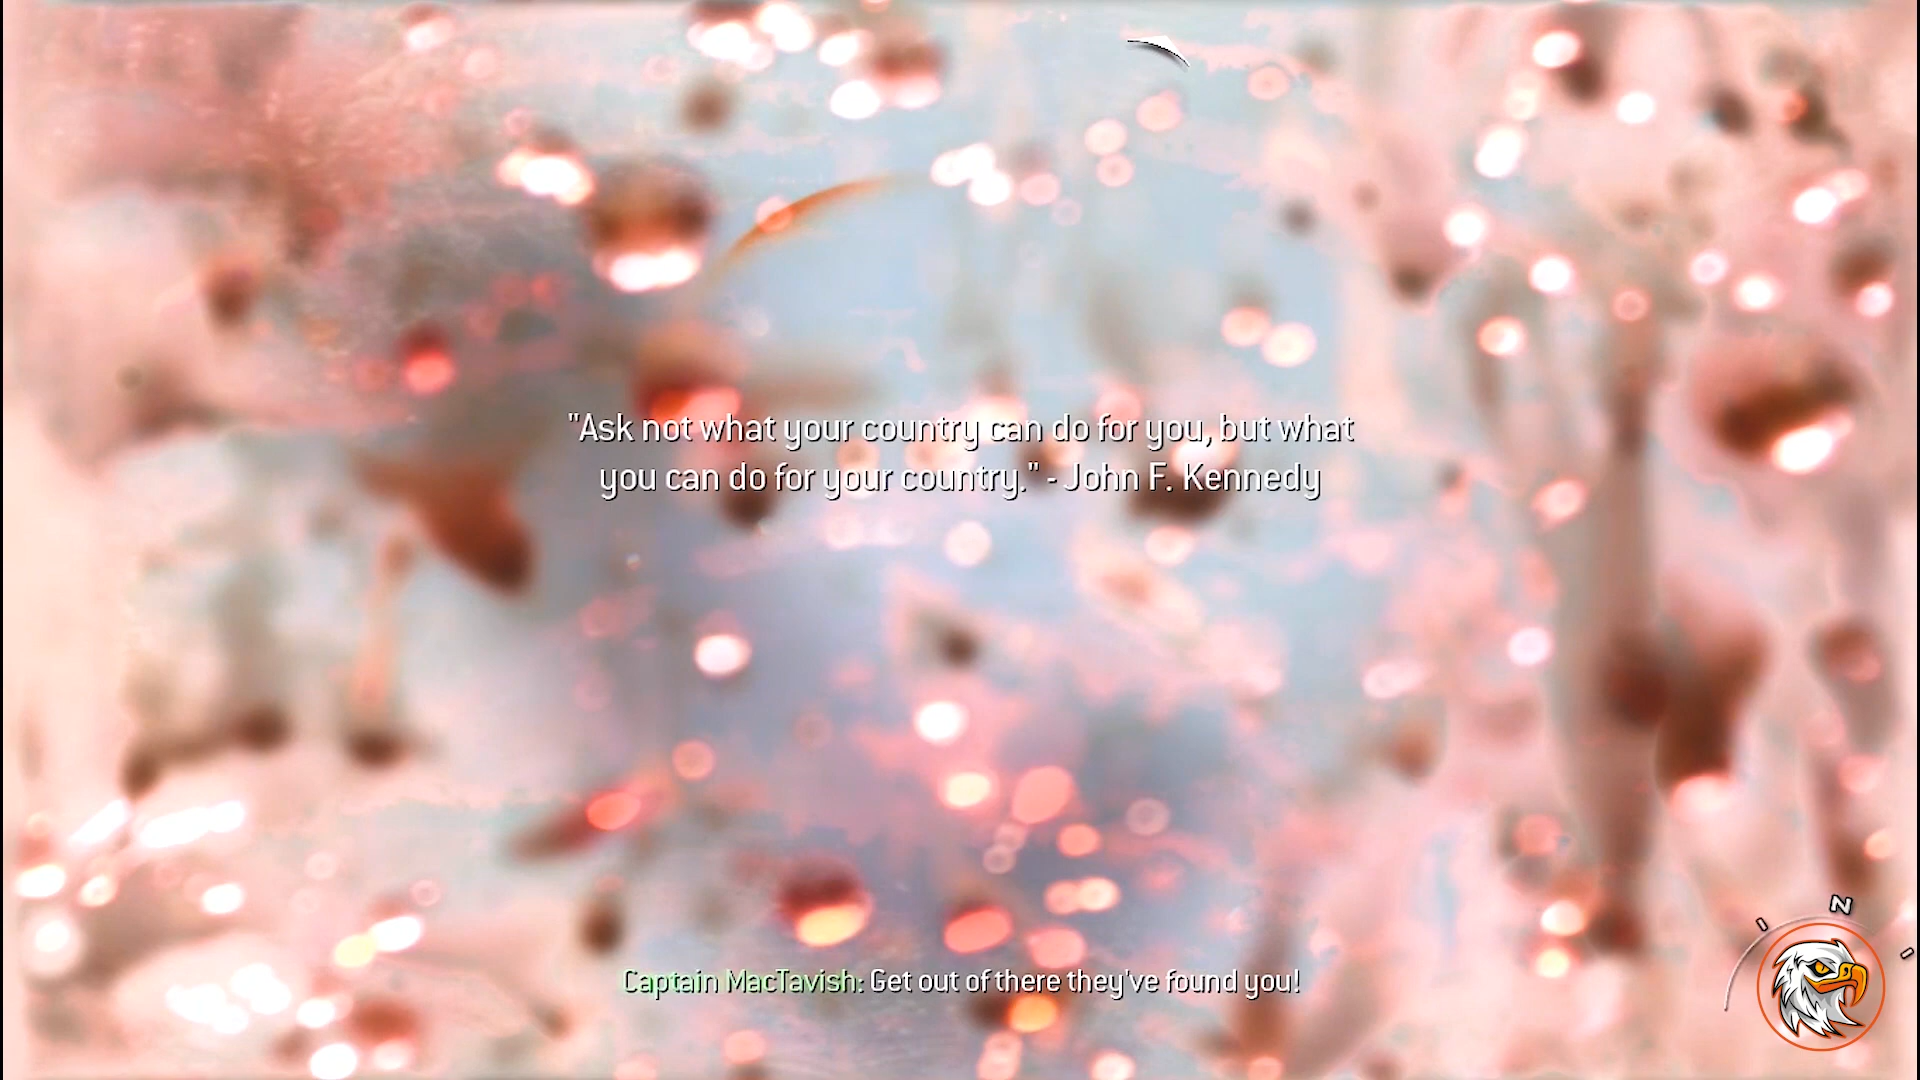 "Ask not what your country can do for you, but what
you can do for your country." - John F. Kennedy
Captain MacTavish: Get out of there they've found you!
N